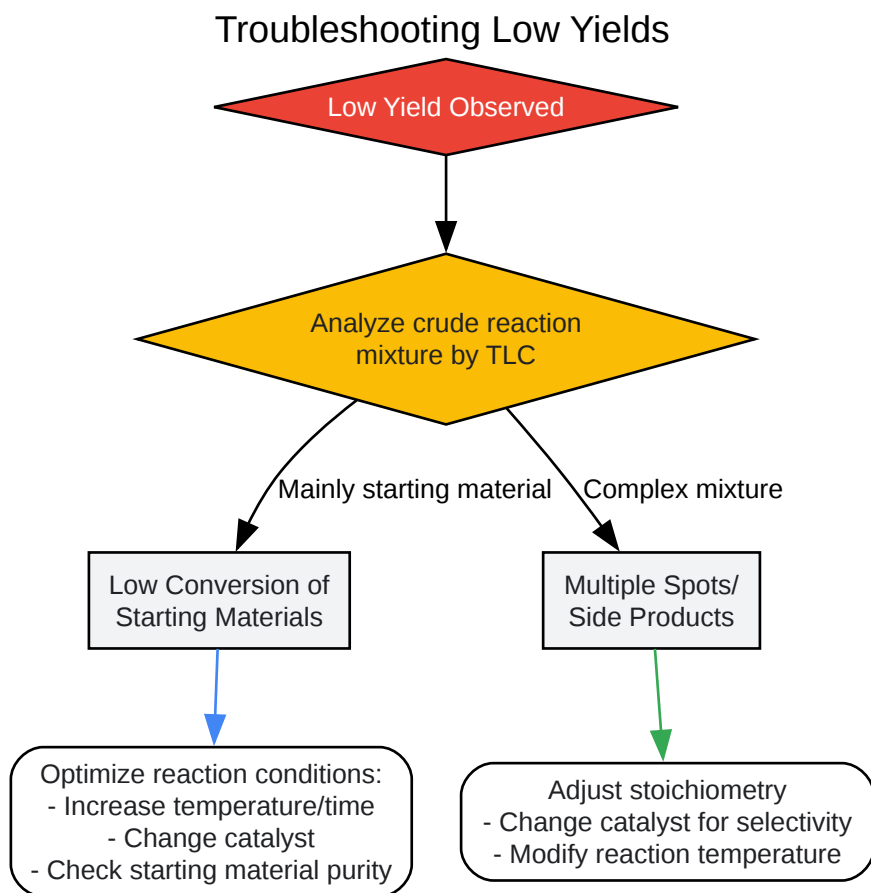 Troubleshooting Low Yields
Low Yield Observed
Analyze crude reaction
mixture by TLC
Mainly starting material
Complex mixture
Low Conversion of
Starting Materials
Multiple Spots/
Side Products
Optimize reaction conditions:
- Increase temperature/time
- Change catalyst
- Check starting material purity
Adjust stoichiometry
- Change catalyst for selectivity
- Modify reaction temperature